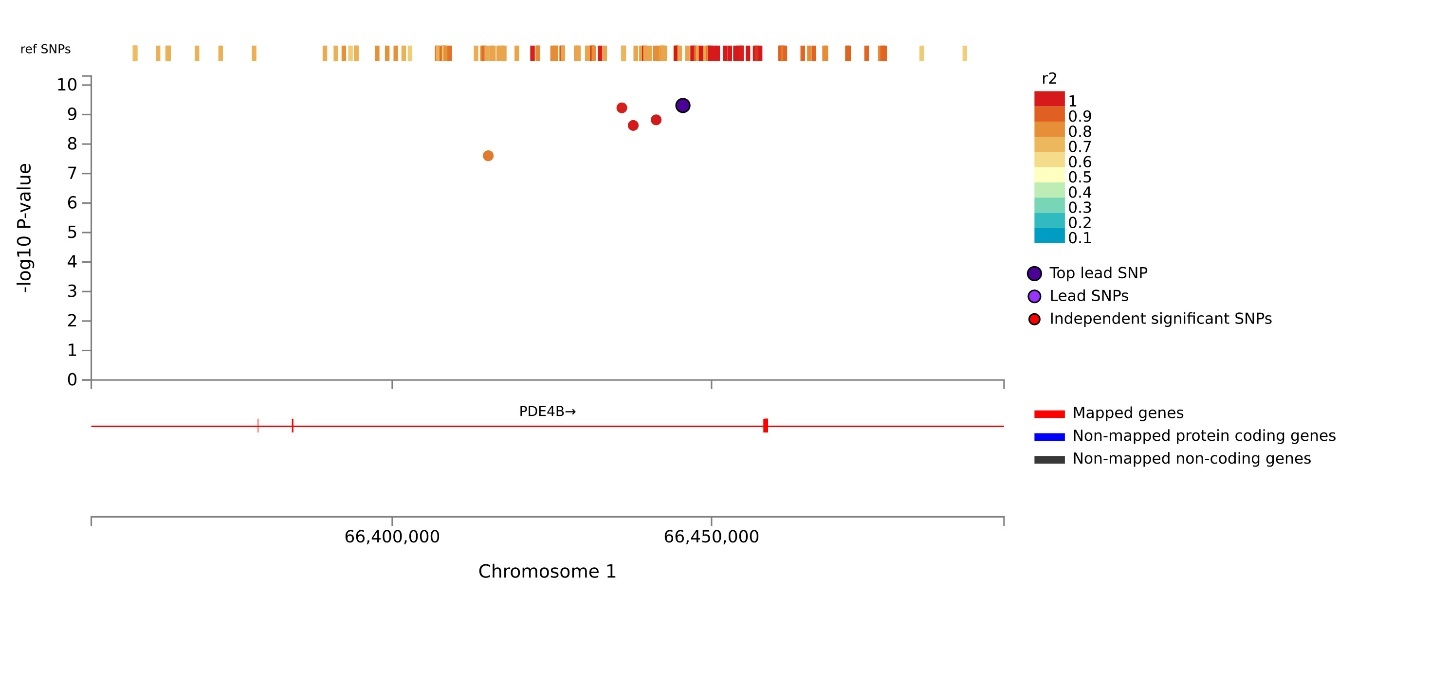 ref SNPs
10
9
8
7
6
5
4
3
2
1
0
-log10 P-value
r2
1
0.9
0.8
0.7
0.6
0.5
0.4
0.3
0.2
0.1
Top lead SNP
Lead SNPs
Independent significant SNPs
PDE4B→
Mapped genes
Non-mapped protein coding genes
Non-mapped non-coding genes
66,400,000
66,450,000
Chromosome 1